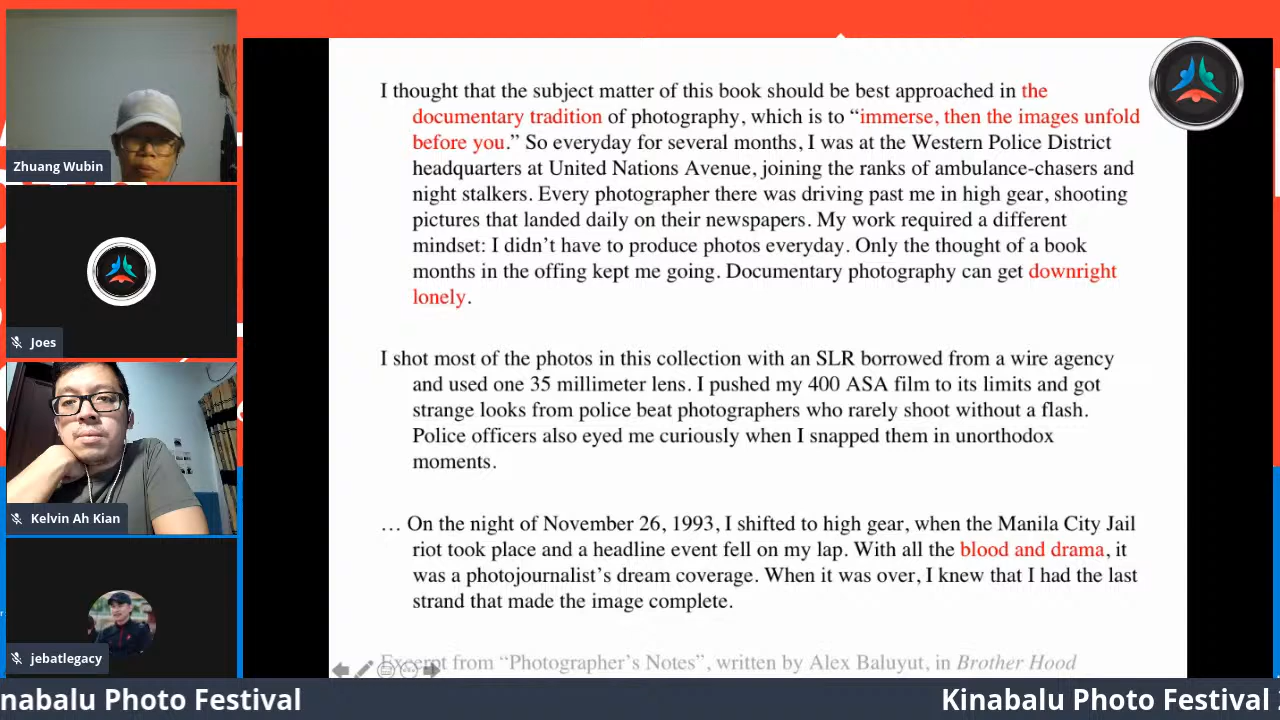 Zhuang Wubin
Joes
Kelvin Ah Kian
jebatlegacy
I thought that the subject matter of this book should be best approached in the
documentary tradition of photography, which is to “immerse, then the images unfold
before you.” So everyday for several months, I was at the Western Police District
headquarters at United Nations Avenue, joining the ranks of ambulance-chasers and
night stalkers. Every photographer there was driving past me in high gear, shooting
pictures that landed daily on their newspapers. My work required a different
mindset: I didn’t have to produce photos everyday. Only the thought of a book
months in the offing kept me going. Documentary photography can get downright
lonely.
I shot most of the photos in this collection with an SLR borrowed from a wire agency
and used one 35 millimeter lens. I pushed my 400 ASA film to its limits and got
strange looks from police beat photographers who rarely shoot without a flash.
Police officers also eyed me curiously when I snapped them in unorthodox
moments.
… On the night of November 26, 1993, I shifted to high gear, when the Manila City Jail
riot took place and a headline event fell on my lap. With all the blood and drama, it
was a photojournalist’s dream coverage. When it was over, I knew that I had the last
strand that made the image complete.
Excerpt from “Photographer’s Notes”, written by Alex Baluyut, in Brother Hood
nabalu Photo Festival
Kinabalu Photo Festival